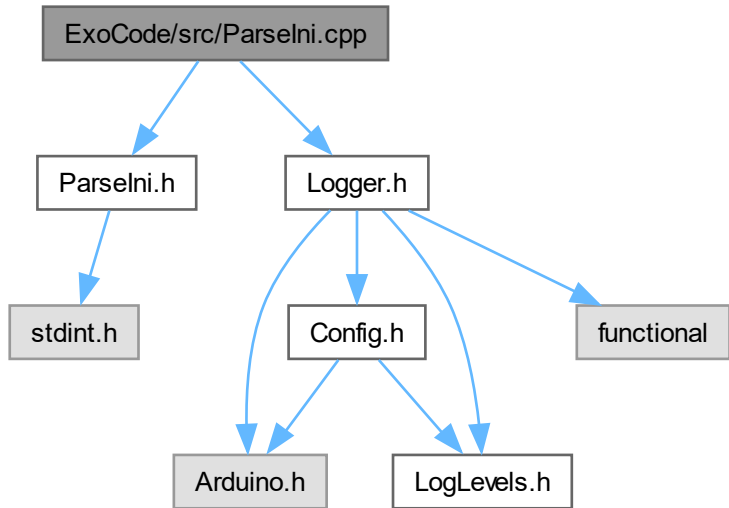 ExoCode/src/ParseIni.cpp
ParseIni.h
Logger.h
stdint.h
Config.h
functional
Arduino.h
LogLevels.h